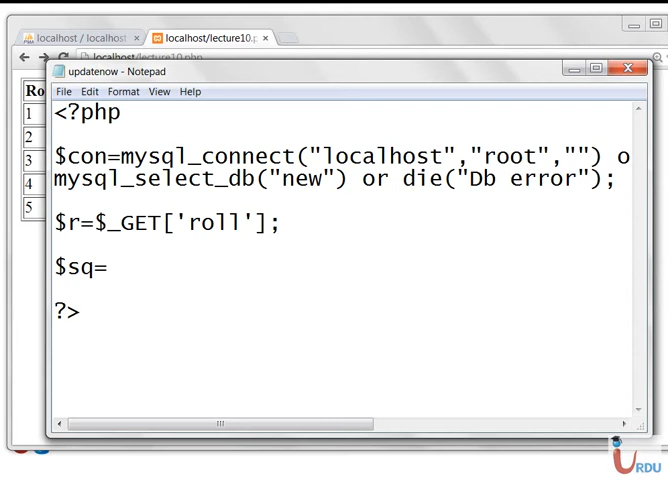 localhost / localhost
localhost/lecture10.p
localhost/lecture10.php
updatenow - Notepad
File Edit Format View Help
Ro
1
2
3
4
5
<?php
$con=mysql_connect("localhost","root","") o
mysql_select_db("new") or die("Db error");
$r=$_GET['roll'];
$sq=
?>
URDU